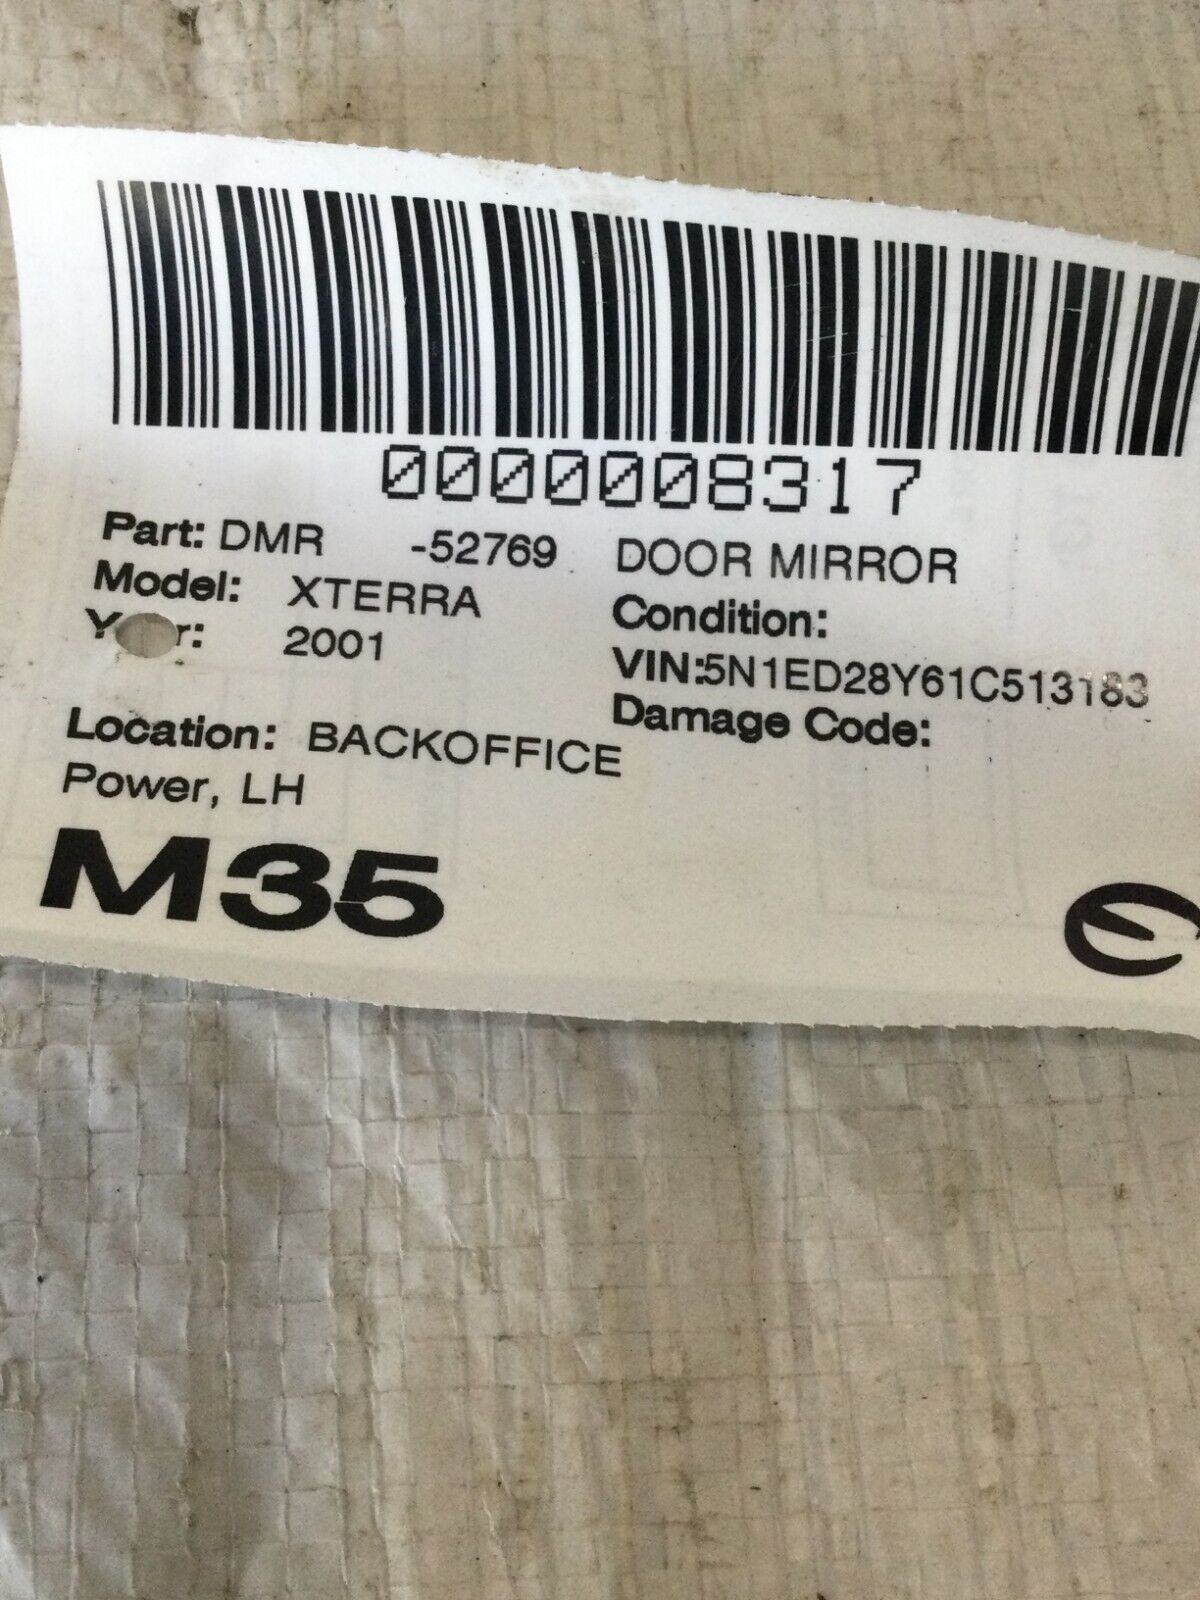 0000008317
Part: DMR -52769 DOOR MIRROR
Model: XTERRA Condition:
2001 VIN:5N1ED28Y61C513183
Damage Code:
Location: BACKOFFICE
Power, LH
M35